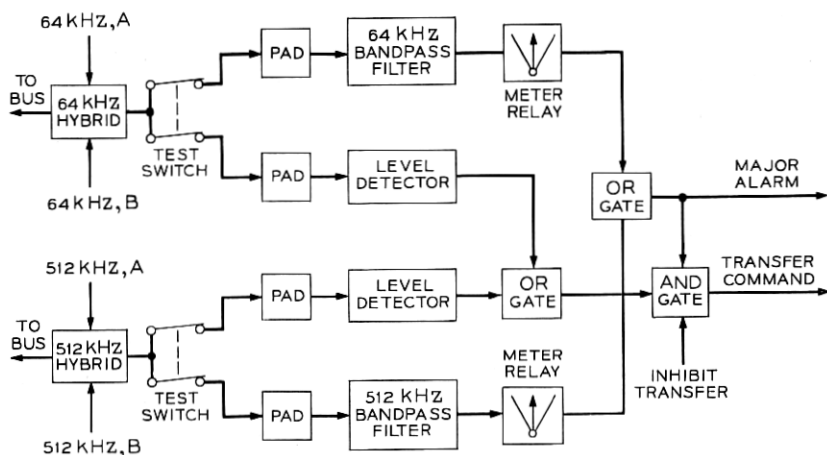 64 kHz, A
TO
BUS
64 kHz
HYBRID
64 kHz, B
TEST
SWITCH
PAD
64 kHz
BANDPASS
FILTER
METER
RELAY
PAD
LEVEL
DETECTOR
OR
GATE
MAJOR
ALARM
512 kHz, A
TO
BUS
512 kHz
HYBRID
512 kHz, B
TEST
SWITCH
PAD
LEVEL
DETECTOR
OR
GATE
AND
GATE
TRANSFER
COMMAND
INHIBIT
TRANSFER
PAD
512 kHz
BANDPASS
FILTER
METER
RELAY